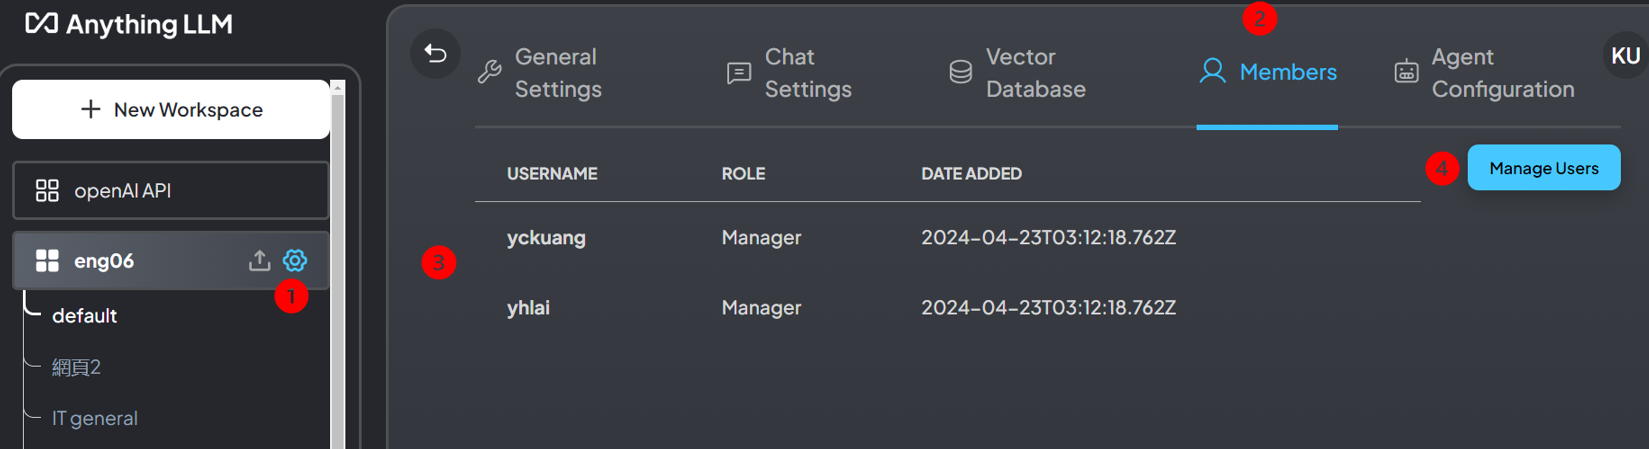 Anything LLM
New Workspace
openAI API
eng06
1
default
網頁2
IT general
General
Settings
Chat
Settings
Vector
Database
2
Members
Agent
Configuration
KU
4
Manage Users
USERNAME ROLE DATE ADDED
3
yckuang Manager 2024-04-23T03:12:18.762Z
yhlai Manager 2024-04-23T03:12:18.762Z